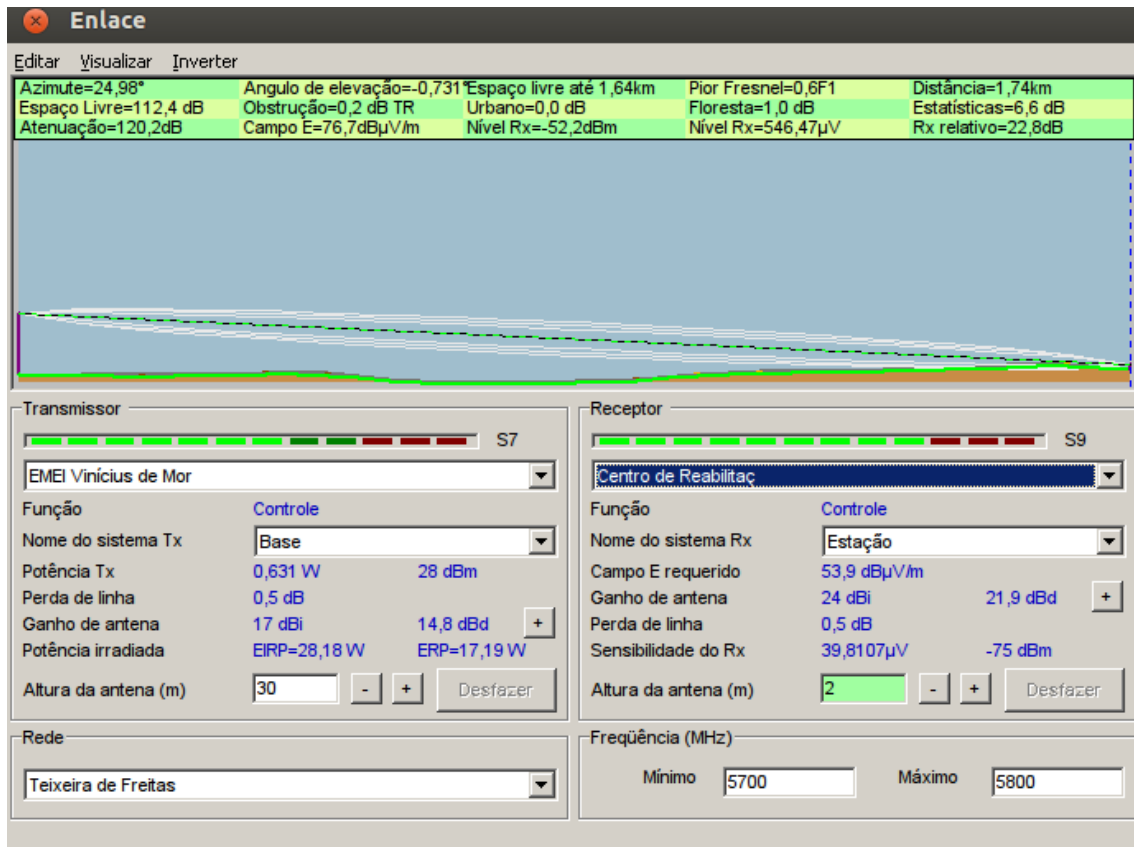 Enlace
Editar Visualizar Inverter
Azimute=24,98° Angulo de elevação=-0,731° Espaço livre até 1,64km Pior Fresnel=0,6F1 Distância=1,74km
Espaço Livre=112,4 dB Obstrução=0,2 dB TR Urbano=0,0 dB Floresta=1,0 dB Estatísticas=6,6 dB
Atenuação=120,2dB Campo E=76,7dBµV/m Nível Rx=-52,2dBm Nível Rx=546,47µV Rx relativo=22,8dB
Transmissor
S7
EMEI Vinícius de Mor
Função Controle
Nome do sistema Tx Base
Potência Tx 0,631 W 28 dBm
Perda de linha 0,5 dB
Ganho de antena 17 dBi 14,8 dBd +
Potência irradiada EIRP=28,18 W ERP=17,19 W
Altura da antena (m) 30 - + Desfazer
Receptor
S9
Centro de Reabilitaç
Função Controle
Nome do sistema Rx Estação
Campo E requerido 53,9 dBµV/m
Ganho de antena 24 dBi 21,9 dBd +
Perda de linha 0,5 dB
Sensibilidade do Rx 39,8107µV -75 dBm
Altura da antena (m) 2 - + Desfazer
Rede
Teixeira de Freitas
Freqüência (MHz)
Mínimo 5700 Máximo 5800